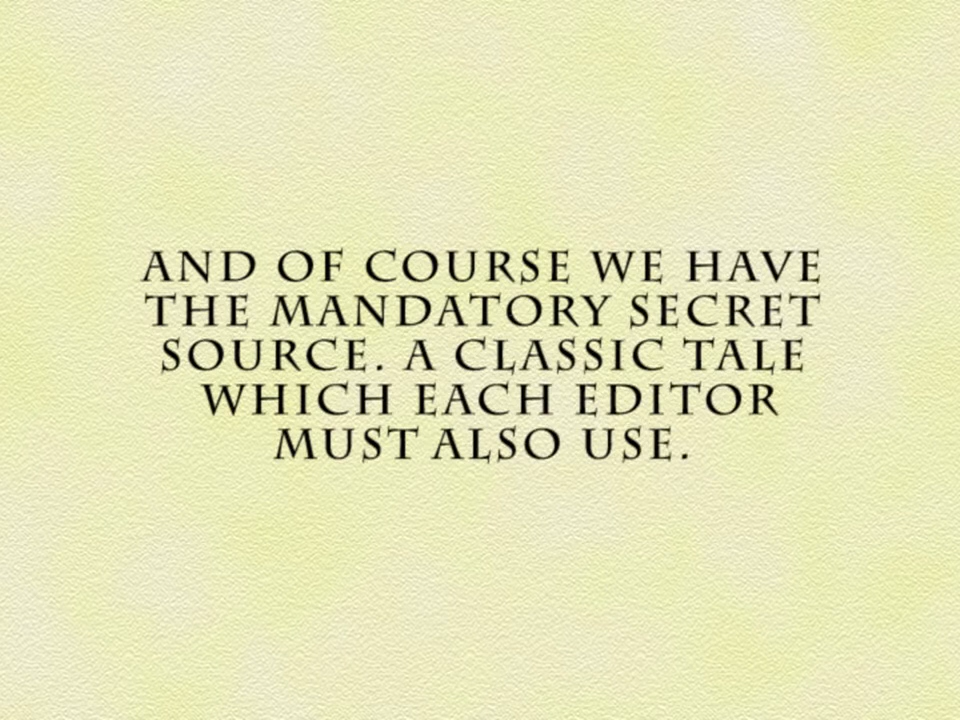 AND OF COURSE WE HAVE
THE MANDATORY SECRET
SOURCE. A CLASSIC TALE
WHICH EACH EDITOR
MUST ALSO USE.